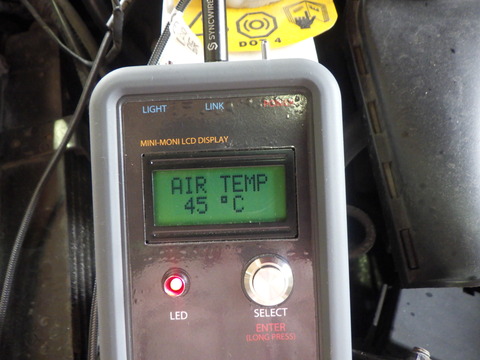 SYNCWIRE
DOT 4
LIGHT
LINK
MINI-MONI LCD DISPLAY
AIR TEMP
45 °C
LED
SELECT
ENTER
(LONG PRESS)